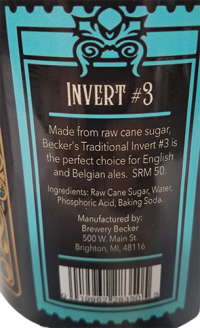 INVERT #3
Made from raw cane sugar,
Becker's Traditional Invert #3 is
the perfect choice for English
and Belgian ales. SRM 50.
Ingredients: Raw Cane Sugar, Water,
Phosphoric Acid, Baking Soda.
Manufactured by:
Brewery Becker
500 W. Main St.
Brighton, MI, 48116